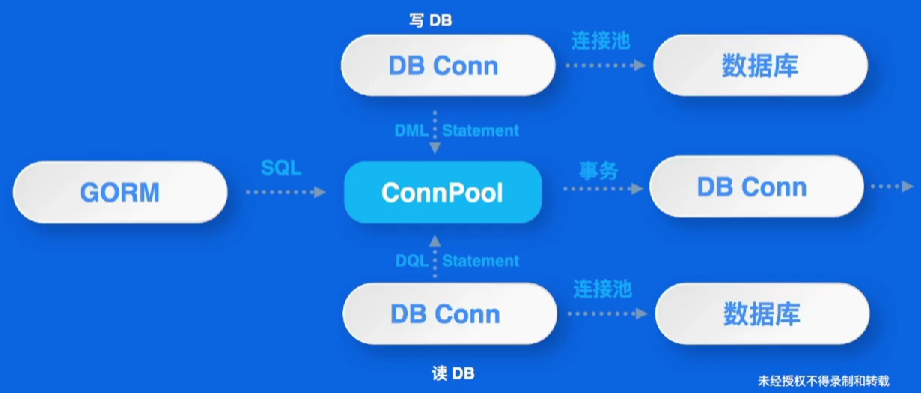 写 DB
DB Conn
连接池
数据库
DML Statement
GORM
SQL
ConnPool
事务
DB Conn
DQL Statement
DB Conn
连接池
数据库
读 DB
未经授权不得录制和转载